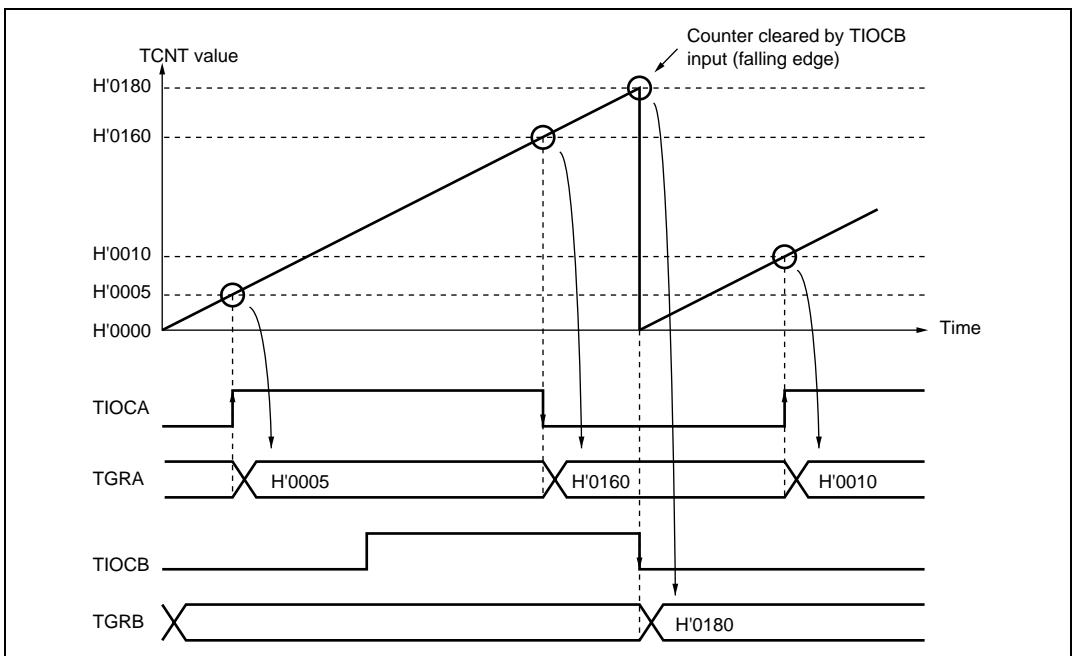 Counter cleared by TIOCB
input (falling edge)
TCNT value
H'0180
H'0160
H'0010
H'0005
H'0000
Time
TIOCA
TGRA
H'0005
H'0160
H'0010
TIOCB
TGRB
H'0180